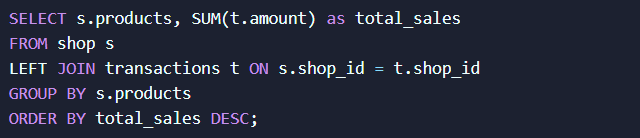 SELECT s.products, SUM(t.amount) as total_sales
FROM shop s
LEFT JOIN transactions t ON s.shop_id = t.shop_id
GROUP BY s.products
ORDER BY total_sales DESC;